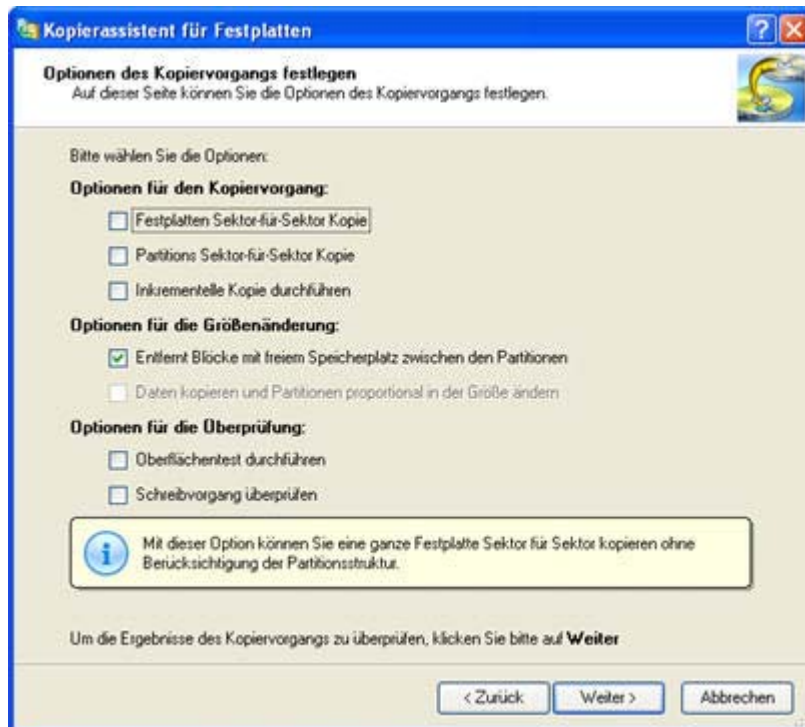 Kopierassistent für Festplatten
Optionen des Kopiervorgangs festlegen
Auf dieser Seite können Sie die Optionen des Kopiervorgangs festlegen.
Bitte wählen Sie die Optionen:
Optionen für den Kopiervorgang:
Festplatten Sektor-für-Sektor Kopie
Partitions Sektor-für-Sektor Kopie
Inkrementelle Kopie durchführen
Optionen für die Größenänderung:
Entfernt Blöcke mit freiem Speicherplatz zwischen den Partitionen
Daten kopieren und Partitionen proportional in der Größe ändern
Optionen für die Überprüfung:
Oberflächentest durchführen
Schreibvorgang überprüfen
Mit dieser Option können Sie eine ganze Festplatte Sektor für Sektor kopieren ohne
Berücksichtigung der Partitionsstruktur.
Um die Ergebnisse des Kopiervorgangs zu überprüfen, klicken Sie bitte auf Weiter
< Zurück Weiter > Abbrechen